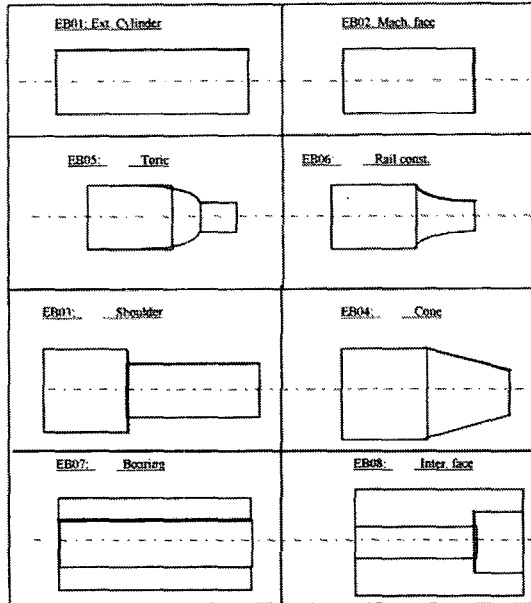 EB01: Ext. Cylinder
EB02. Mach. face
EB05: Toric
EB06: Rail const.
EB03: Shoulder
EB04: Cone
EB07: Bearing
EB08: Inter. face